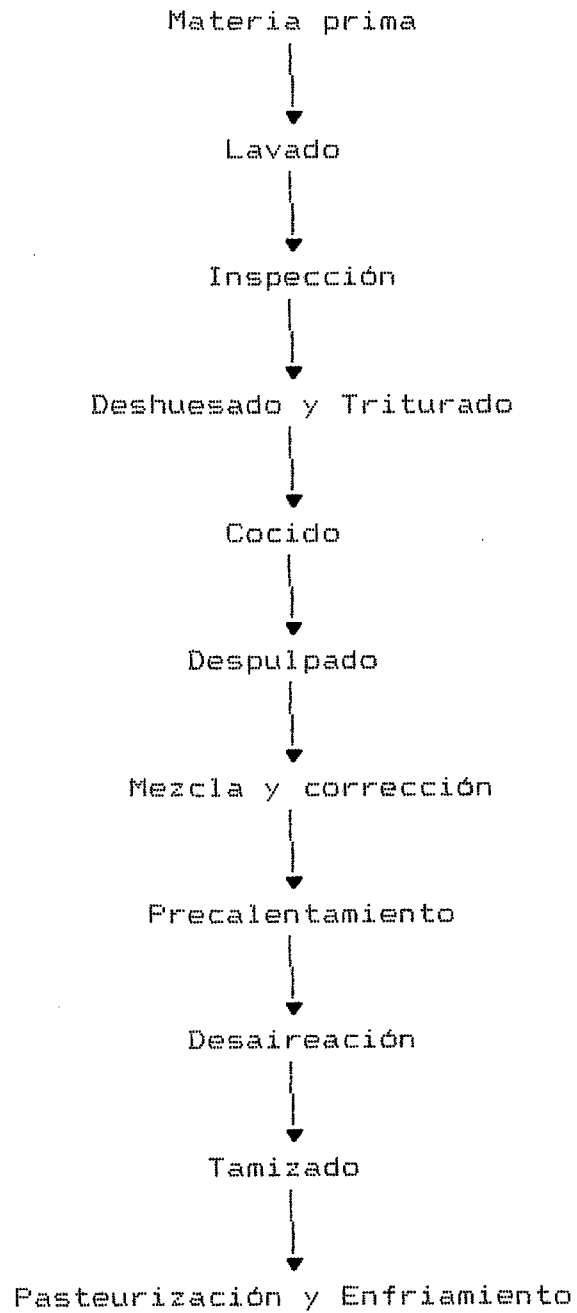 Materia prima
Lavado
Inspección
Deshuesado y Triturado
Cocido
Despulpado
Mezcla y corrección
Precalentamiento
Desaireación
Tamizado
Pasteurización y Enfriamiento